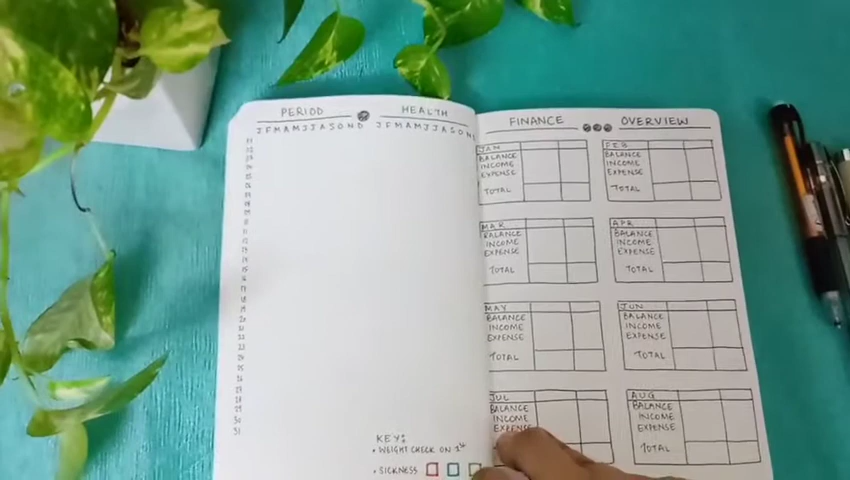 PERIOD HEALTH
J F M A M J J A S O N D J F M A M J J A S O N
KEY:
• WEIGHT CHECK ON 1st
• SICKNESS
FINANCE OVERVIEW
JAN
BALANCE
INCOME
EXPENSE
TOTAL
FEB
BALANCE
INCOME
EXPENSE
TOTAL
MAR
BALANCE
INCOME
EXPENSE
TOTAL
APR
BALANCE
INCOME
EXPENSE
TOTAL
MAY
BALANCE
INCOME
EXPENSE
TOTAL
JUN
BALANCE
INCOME
EXPENSE
TOTAL
JUL
BALANCE
INCOME
EXPENSE
AUG
BALANCE
INCOME
EXPENSE
TOTAL